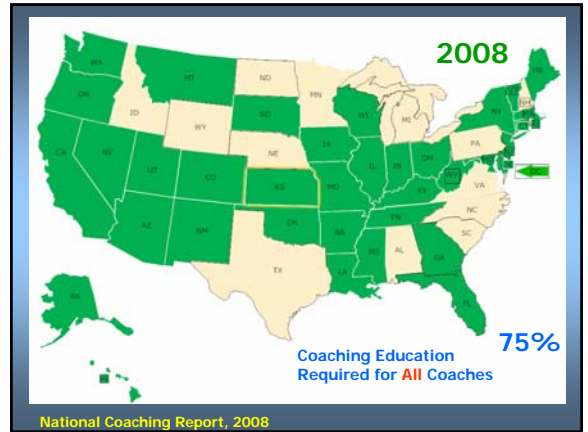 2008
WA
MT
ND
MN
ME
OR
ID
WY
SD
WI
MI
NY
NH
NE
IA
PA
CA
NV
UT
CO
KS
MO
IL
IN
OH
WV
VA
DC
KY
AZ
NM
OK
AR
TN
NC
SC
TX
LA
MS
AL
GA
FL
AK
HI
75%
Coaching Education
Required for All Coaches
National Coaching Report, 2008